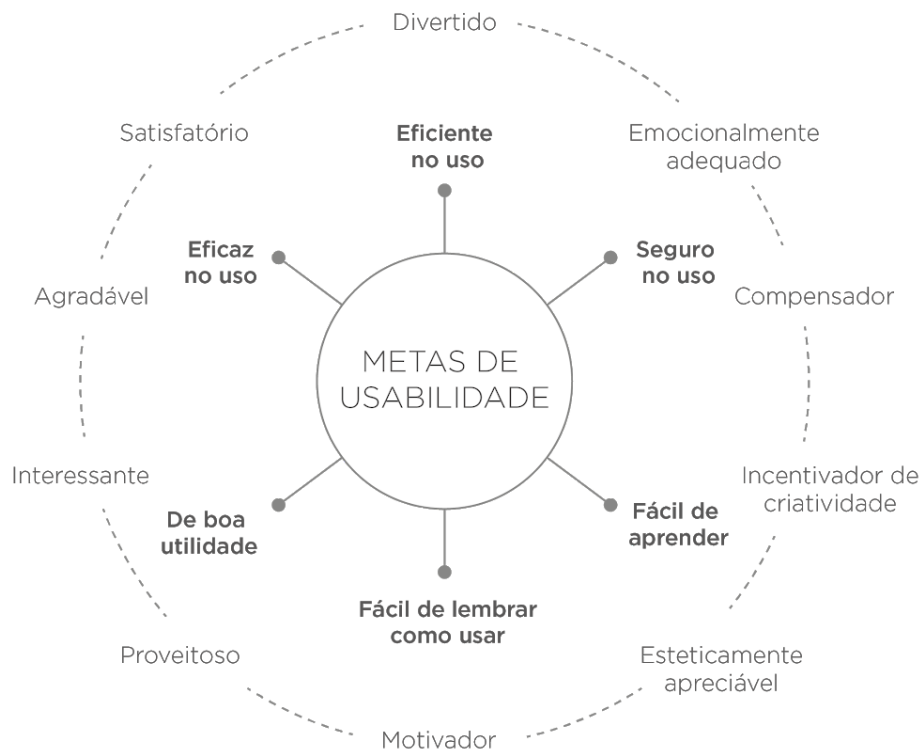 Divertido
Satisfatório
Eficiente
no uso
Emocionalmente
adequado
Eficaz
no uso
Seguro
no uso
Agradável
Compensador
METAS DE
USABILIDADE
Interessante
Incentivador de
criatividade
De boa
utilidade
Fácil de
aprender
Fácil de lembrar
como usar
Proveitoso
Esteticamente
apreciável
Motivador